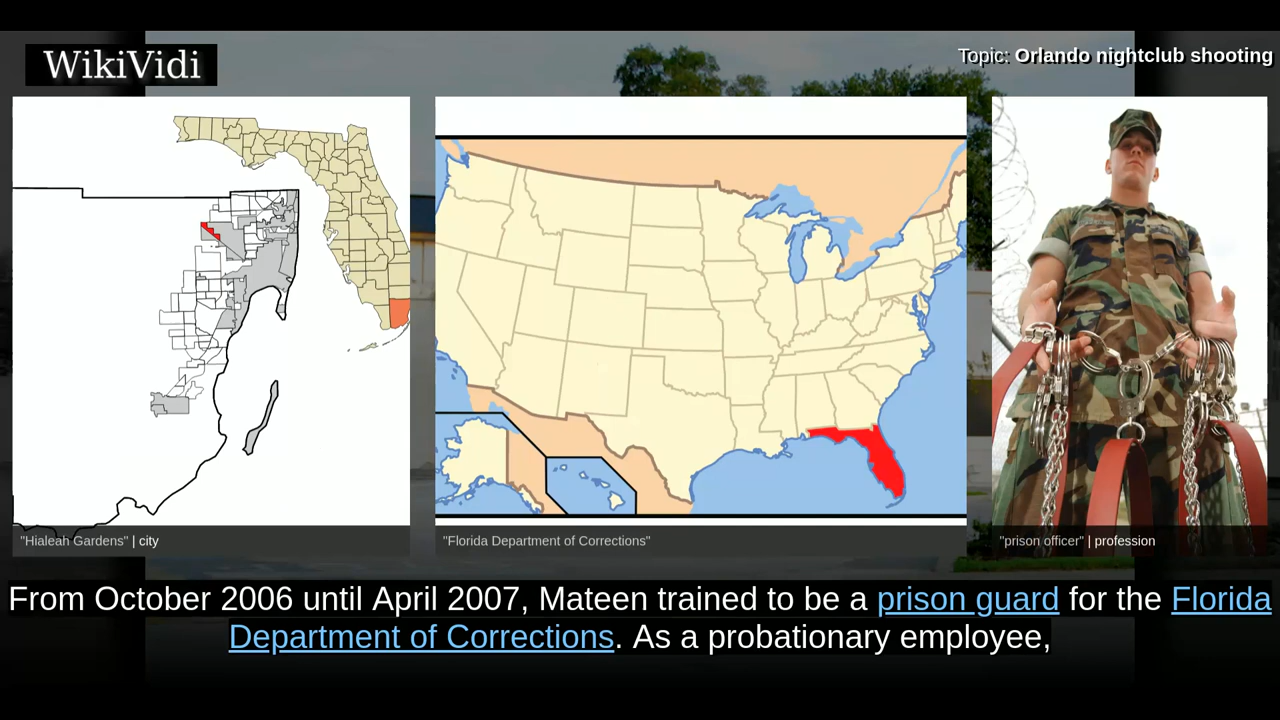 WikiVidi
Topic: Orlando nightclub shooting
"Hialeah Gardens" | city
"Florida Department of Corrections"
"prison officer" | profession
From October 2006 until April 2007, Mateen trained to be a prison guard for the Florida
Department of Corrections. As a probationary employee,